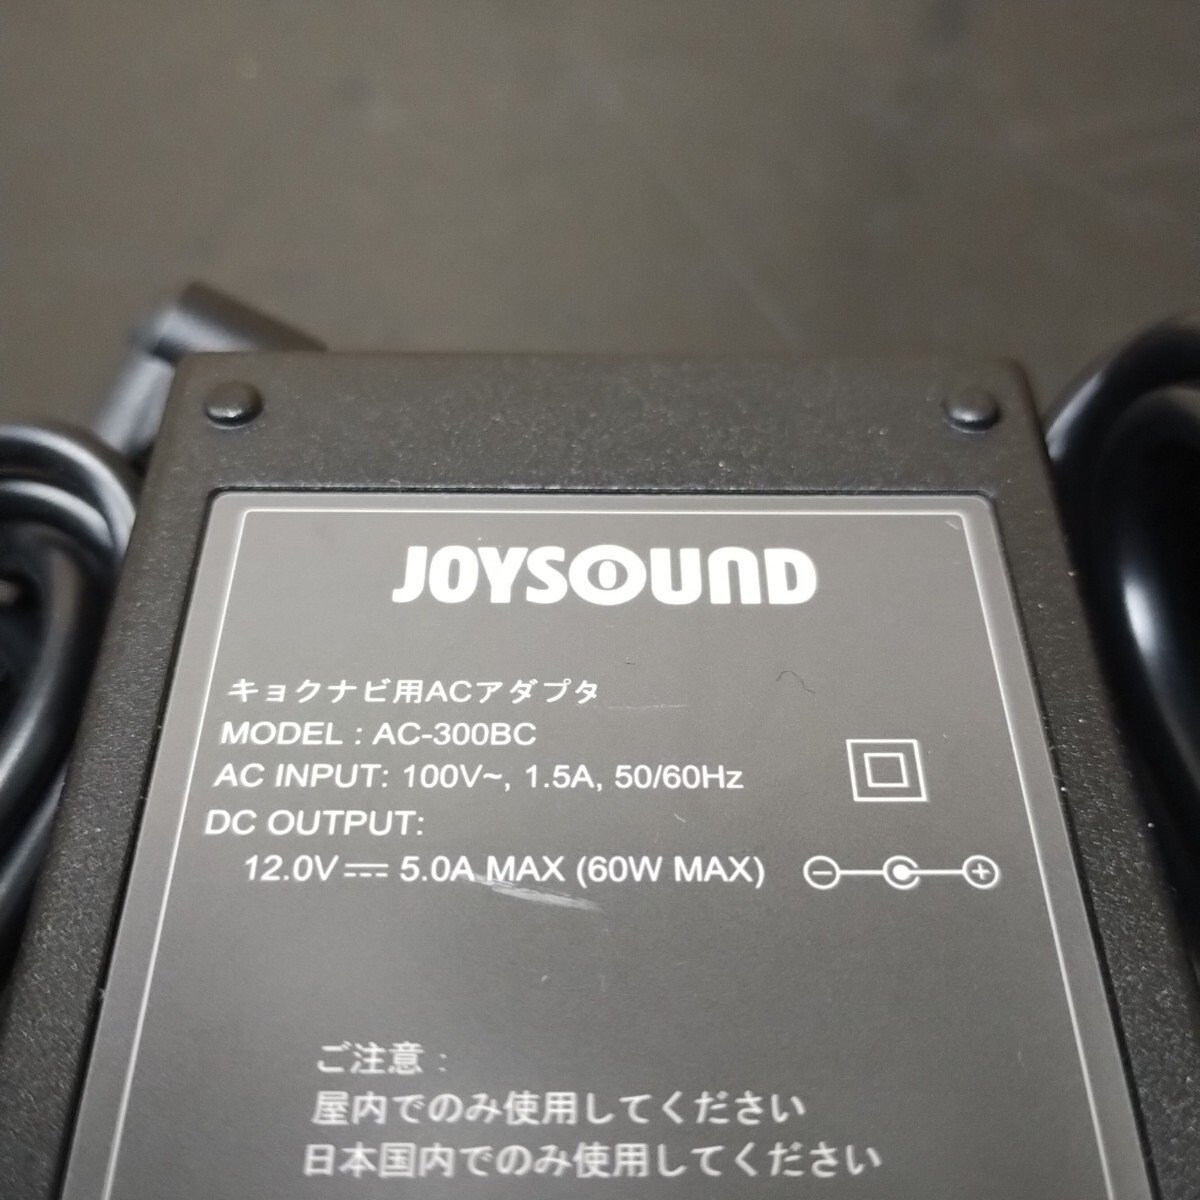 JOYSOUND
キョクナビ用ACアダプタ
MODEL : AC-300BC
AC INPUT: 100V~, 1.5A, 50/60Hz
DC OUTPUT:
12.0V⎓ 5.0A MAX (60W MAX)
ご注意 :
屋内でのみ使用してください
日本国内でのみ使用してください